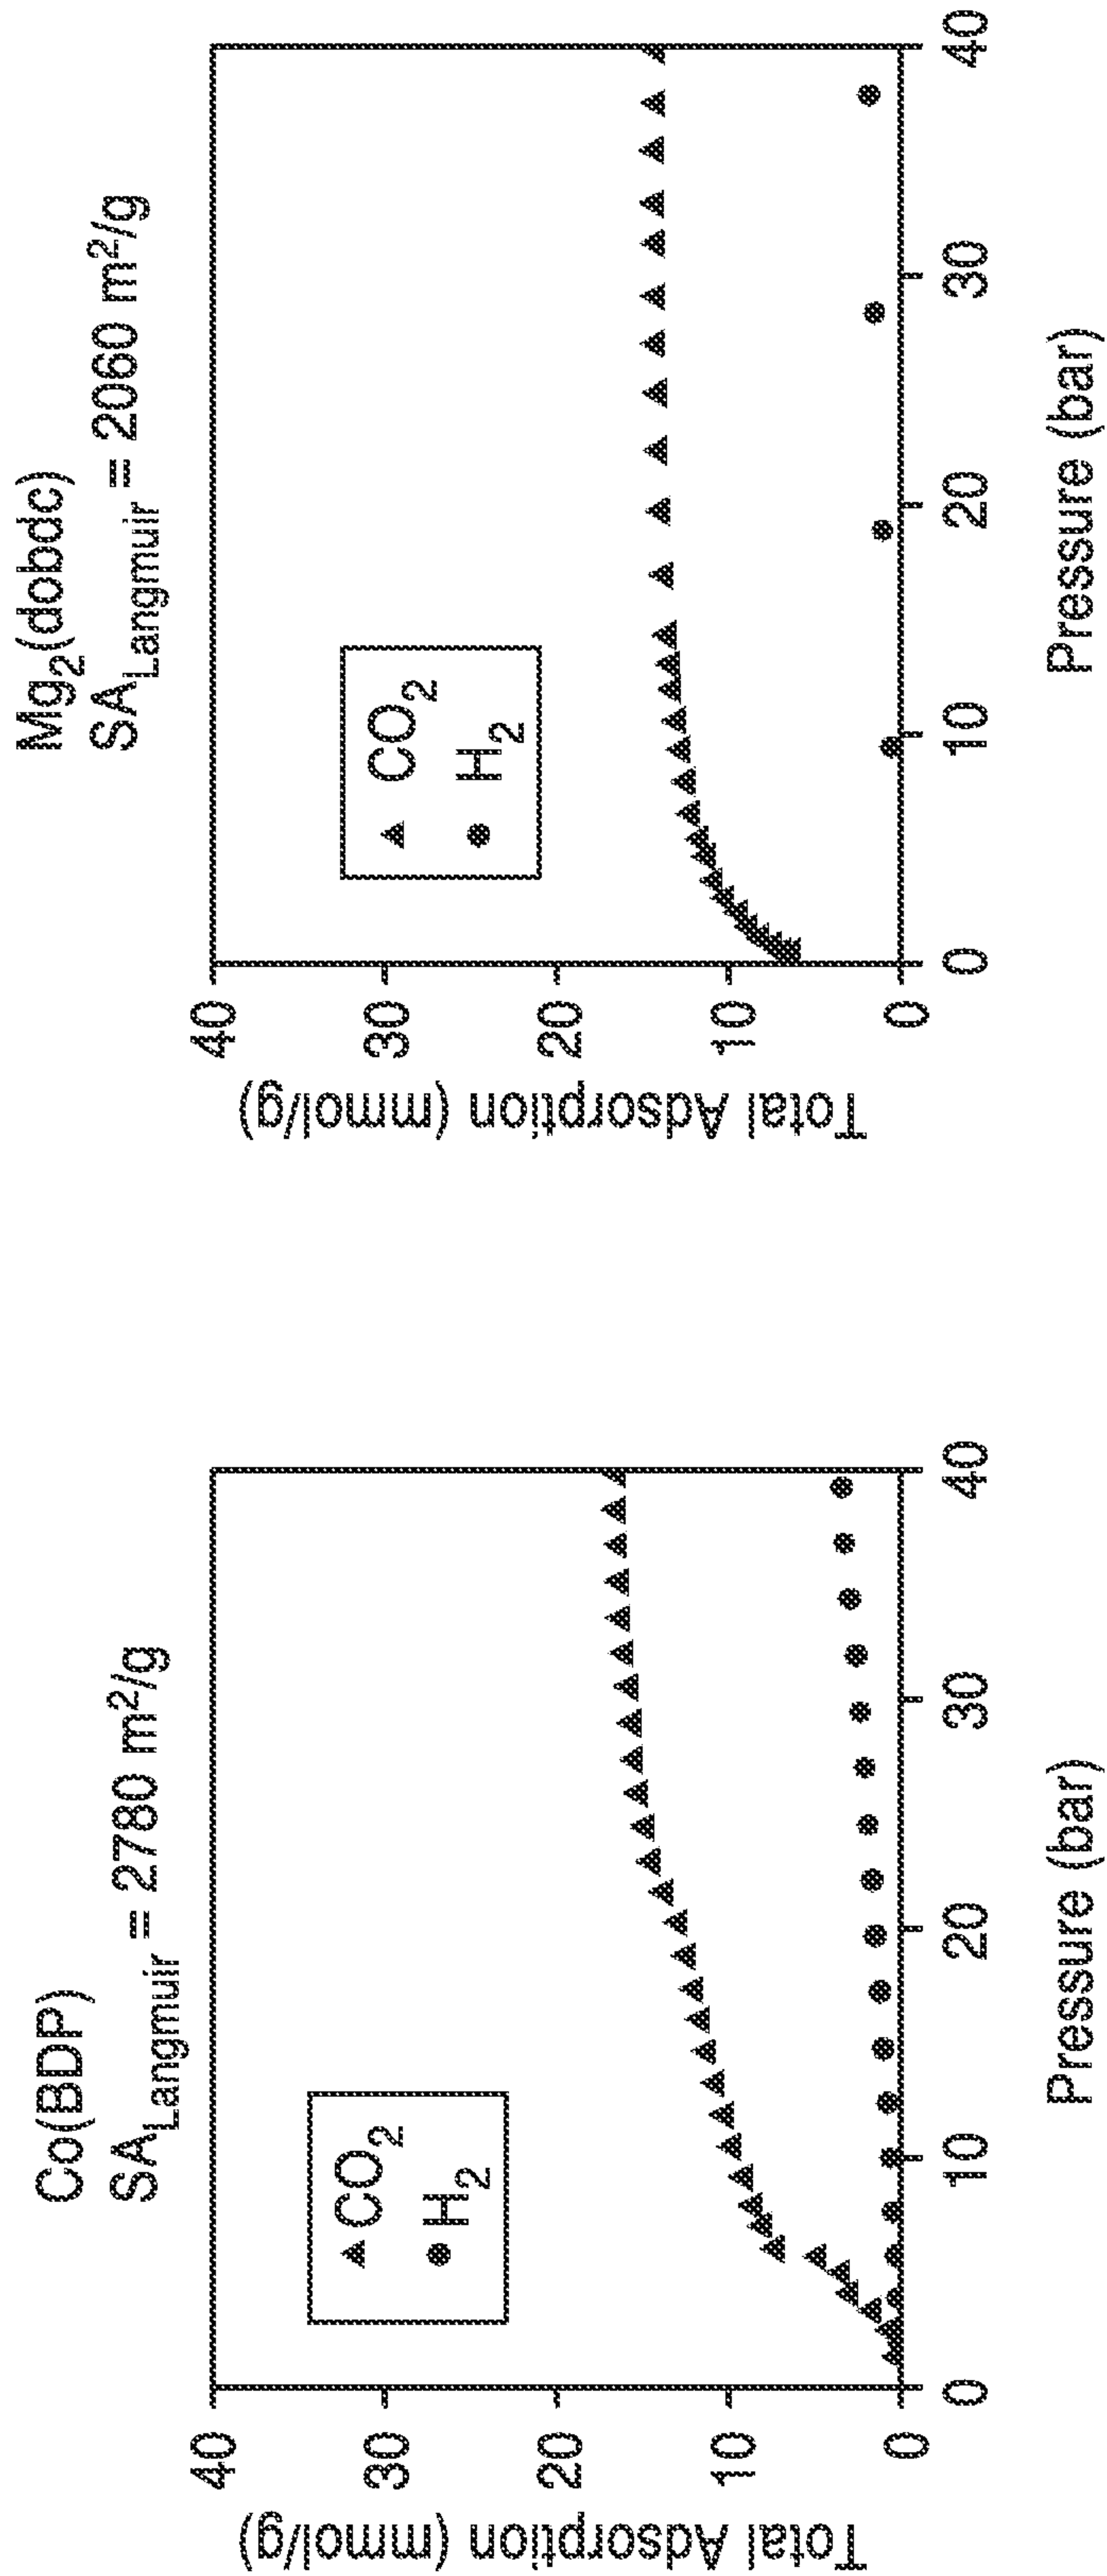 Co(BDP)
SALangmuir = 2780 m²/g
Total Adsorption (mmol/g)
40
30
20
10
0
CO₂
H₂
0 10 20 30 40
Pressure (bar)
Mg₂(dobdc)
SALangmuir = 2060 m²/g
Total Adsorption (mmol/g)
40
30
20
10
0
CO₂
H₂
0 10 20 30 40
Pressure (bar)